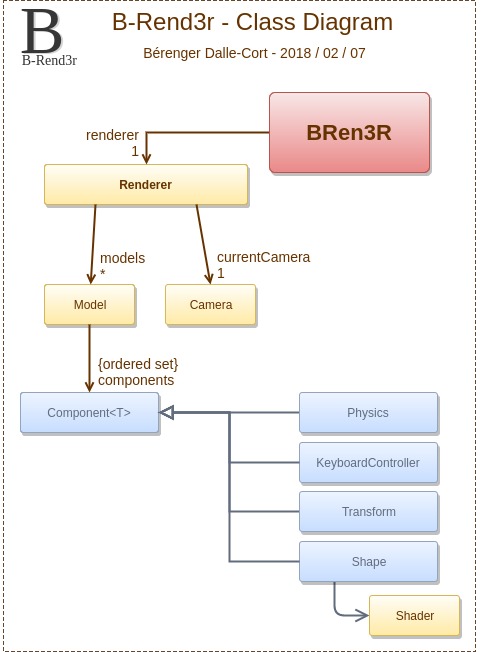 B
B-Rend3r
B-Rend3r - Class Diagram
Bérenger Dalle-Cort - 2018 / 02 / 07
BRen3R
renderer
1
Renderer
models
*
currentCamera
1
Model
Camera
{ordered set}
components
Component<T>
Physics
KeyboardController
Transform
Shape
Shader